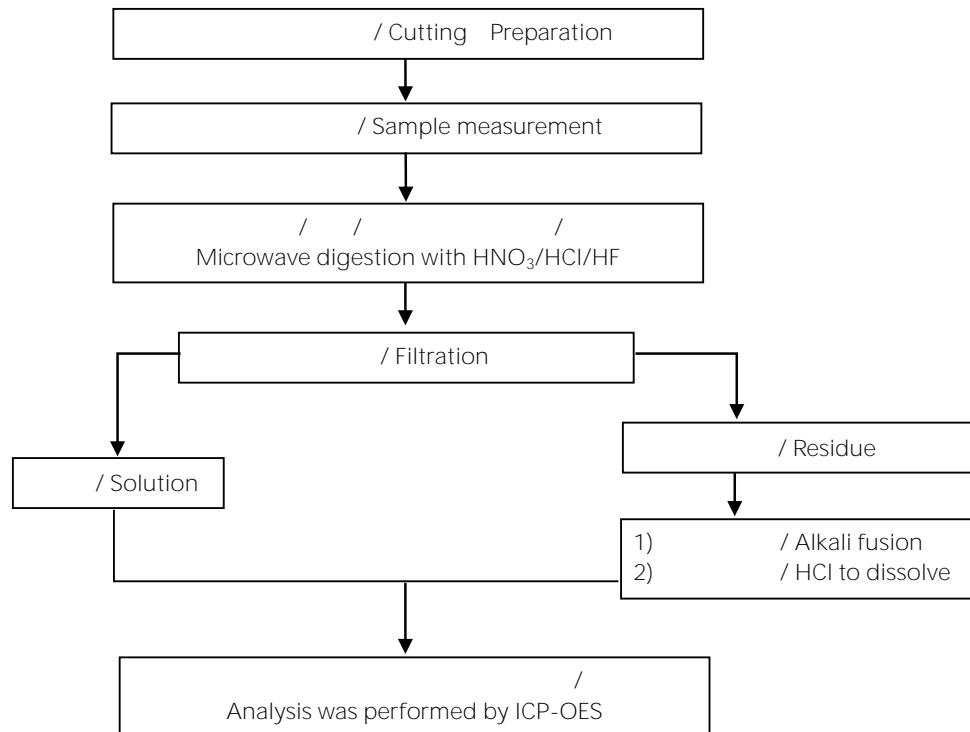 / Cutting Preparation
/ Sample measurement
/ / /
Microwave digestion with HNO₃/HCl/HF
/ Filtration
/ Residue
/ Solution
1) / Alkali fusion
2) / HCl to dissolve
/
Analysis was performed by ICP-OES